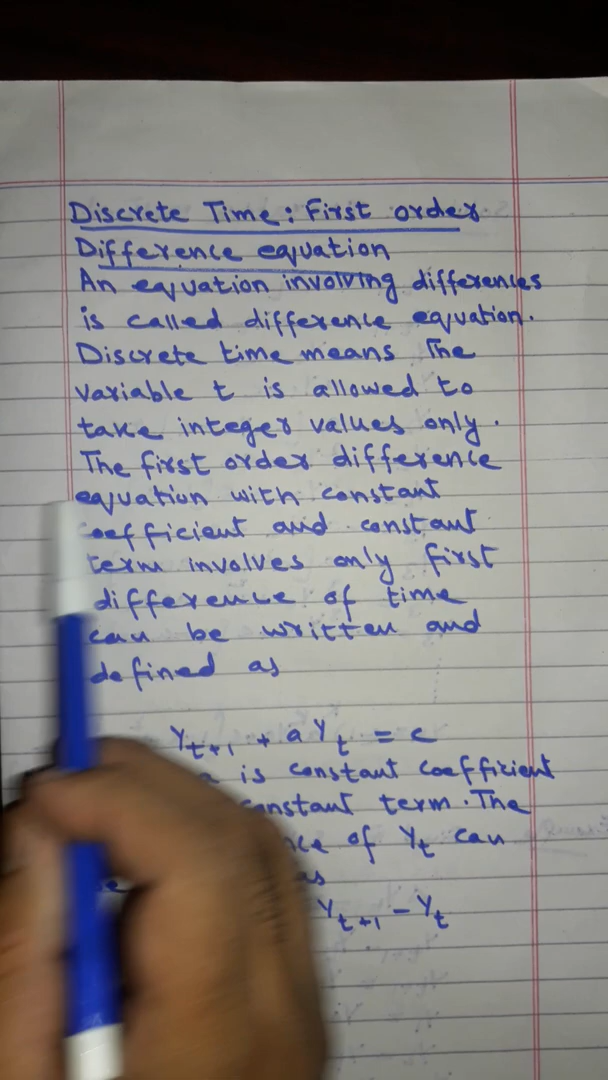 Discrete Time: First order
Difference equation
An equation involving differences
is called difference equation.
Discrete time means The
variable t is allowed to
take integer values only.
The first order difference
equation with constant
coefficient and constant
term involves only first
difference of time
can be written and
defined as
Yt+1 + a Yt = c
a is constant coefficient
constant term. The
of Yt can
as
Yt+1 - Yt